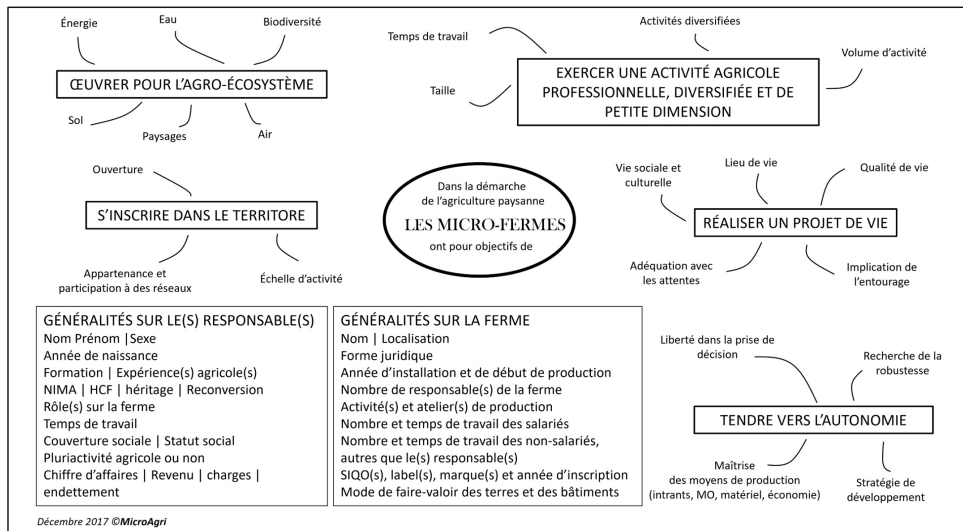 Énergie
Eau
Biodiversité
ŒUVRER POUR L'AGRO-ÉCOSYSTÈME
Sol
Paysages
Air
Activités diversifiées
Temps de travail
Volume d'activité
Taille
EXERCER UNE ACTIVITÉ AGRICOLE
PROFESSIONNELLE, DIVERSIFIÉE ET DE
PETITE DIMENSION
Ouverture
S'INSCRIRE DANS LE TERRITORE
Appartenance et
participation à des réseaux
Échelle d'activité
Dans la démarche
de l'agriculture paysanne
LES MICRO-FERMES
ont pour objectifs de
Vie sociale et
culturelle
Lieu de vie
Qualité de vie
RÉALISER UN PROJET DE VIE
Adéquation avec
les attentes
Implication de
l'entourage
GÉNÉRALITÉS SUR LE(S) RESPONSABLE(S)
Nom Prénom |Sexe
Année de naissance
Formation | Expérience(s) agricole(s)
NIMA | HCF | héritage | Reconversion
Rôle(s) sur la ferme
Temps de travail
Couverture sociale | Statut social
Pluriactivité agricole ou non
Chiffre d'affaires | Revenu | charges |
endettement
GÉNÉRALITÉS SUR LA FERME
Nom | Localisation
Forme juridique
Année d'installation et de début de production
Nombre de responsable(s) de la ferme
Activité(s) et atelier(s) de production
Nombre et temps de travail des salariés
Nombre et temps de travail des non-salariés,
autres que le(s) responsable(s)
SIQO(s), label(s), marque(s) et année d'inscription
Mode de faire-valoir des terres et des bâtiments
Liberté dans la prise de
décision
Recherche de la
robustesse
TENDRE VERS L'AUTONOMIE
Maîtrise
des moyens de production
(intrants, MO, matériel, économie)
Stratégie de
développement
Décembre 2017 ©MicroAgri